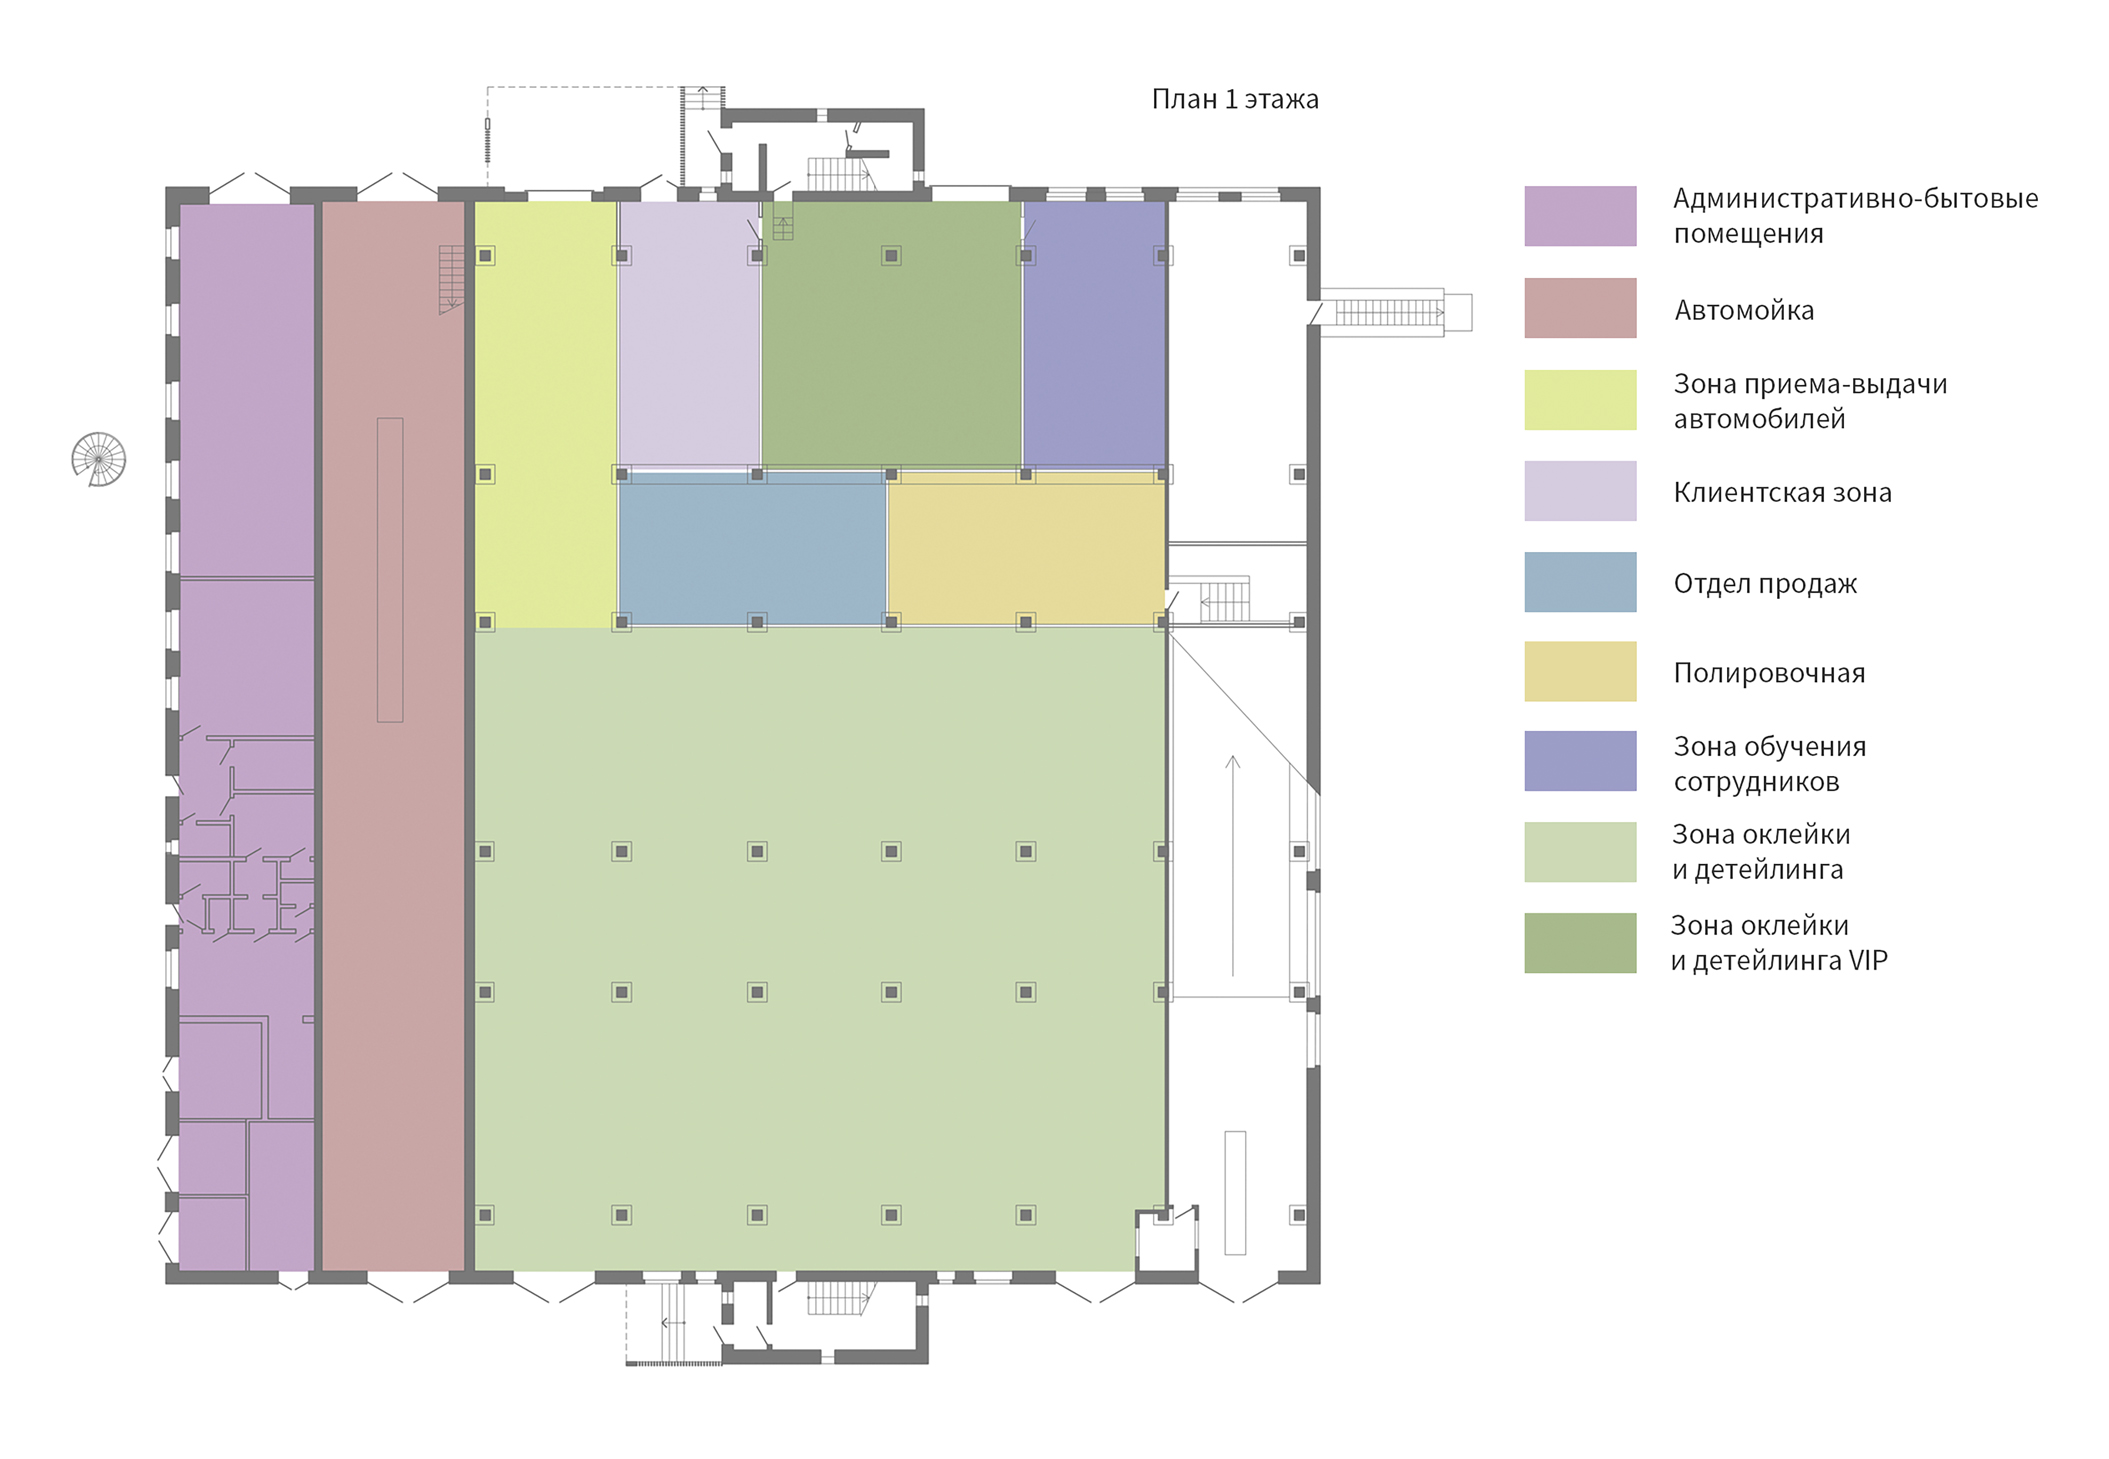 План 1 этажа
Административно-бытовые
помещения
Автомойка
Зона приема-выдачи
автомобилей
Клиентская зона
Отдел продаж
Полировочная
Зона обучения
сотрудников
Зона оклейки
и детейлинга
Зона оклейки
и детейлинга VIP